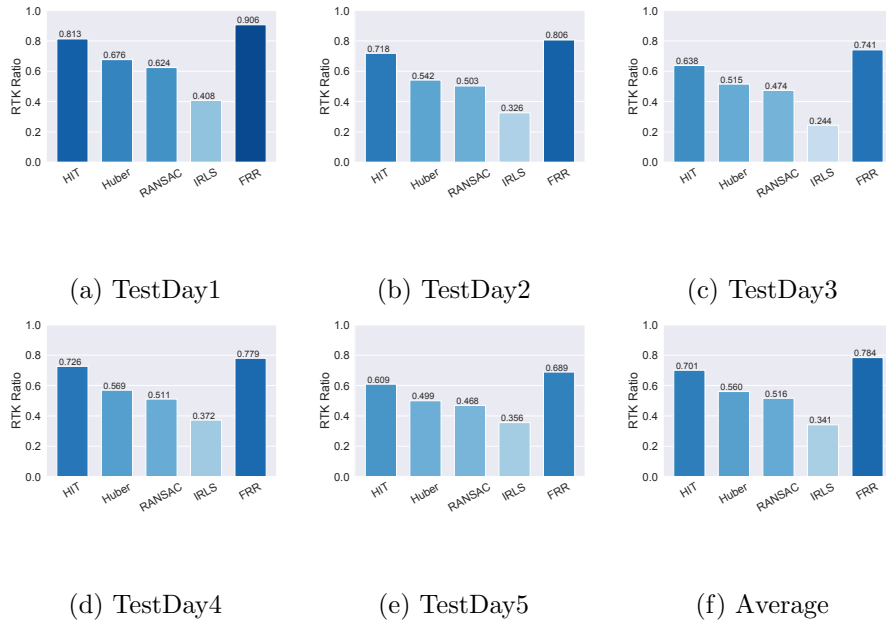 1.0
0.8
0.6
0.4
0.2
0.0
RTK Ratio
0.813
0.676
0.624
0.408
0.906
HIT
Huber
RANSAC
IRLS
FRR
(a) TestDay1
1.0
0.8
0.6
0.4
0.2
0.0
RTK Ratio
0.718
0.542
0.503
0.326
0.806
HIT
Huber
RANSAC
IRLS
FRR
(b) TestDay2
1.0
0.8
0.6
0.4
0.2
0.0
RTK Ratio
0.638
0.515
0.474
0.244
0.741
HIT
Huber
RANSAC
IRLS
FRR
(c) TestDay3
1.0
0.8
0.6
0.4
0.2
0.0
RTK Ratio
0.726
0.569
0.511
0.372
0.779
HIT
Huber
RANSAC
IRLS
FRR
(d) TestDay4
1.0
0.8
0.6
0.4
0.2
0.0
RTK Ratio
0.609
0.499
0.468
0.356
0.689
HIT
Huber
RANSAC
IRLS
FRR
(e) TestDay5
1.0
0.8
0.6
0.4
0.2
0.0
RTK Ratio
0.701
0.560
0.516
0.341
0.784
HIT
Huber
RANSAC
IRLS
FRR
(f) Average